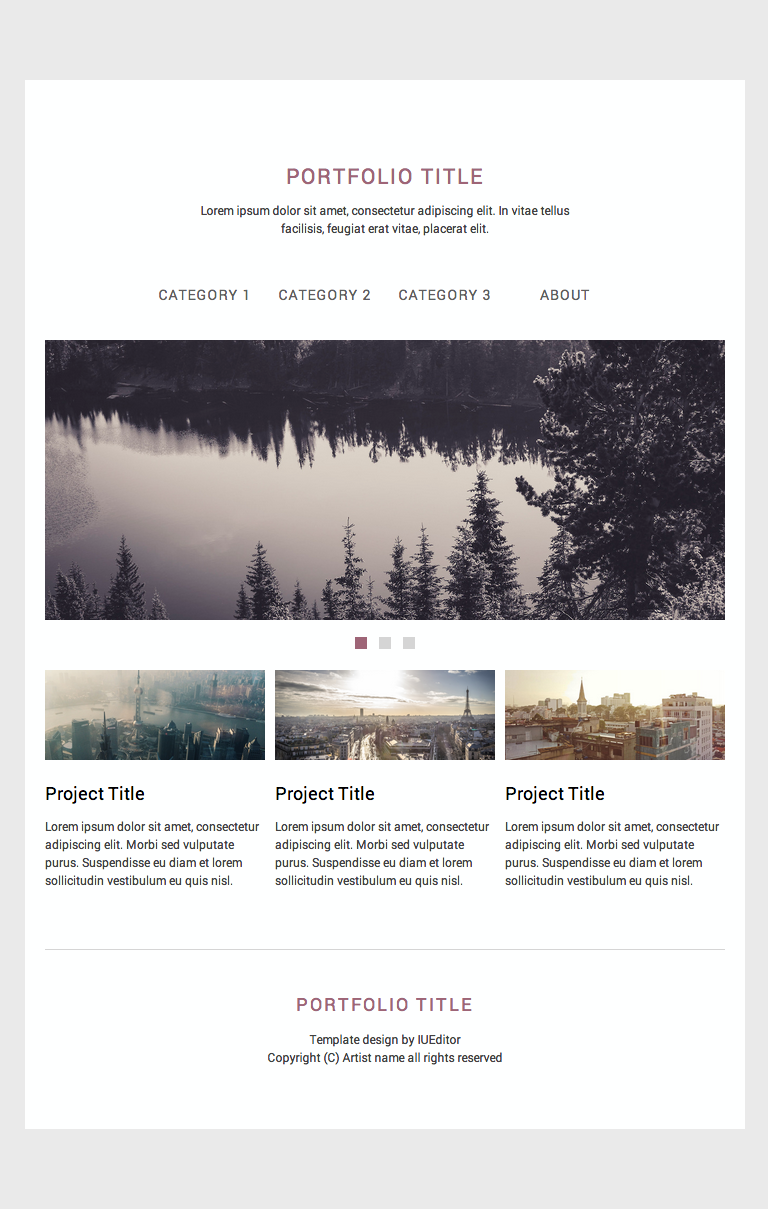 PORTFOLIO TITLE
Lorem ipsum dolor sit amet, consectetur adipiscing elit. In vitae tellus
facilisis, feugiat erat vitae, placerat elit.
CATEGORY 1 CATEGORY 2 CATEGORY 3 ABOUT
Project Title
Lorem ipsum dolor sit amet, consectetur
adipiscing elit. Morbi sed vulputate
purus. Suspendisse eu diam et lorem
sollicitudin vestibulum eu quis nisl.
Project Title
Lorem ipsum dolor sit amet, consectetur
adipiscing elit. Morbi sed vulputate
purus. Suspendisse eu diam et lorem
sollicitudin vestibulum eu quis nisl.
Project Title
Lorem ipsum dolor sit amet, consectetur
adipiscing elit. Morbi sed vulputate
purus. Suspendisse eu diam et lorem
sollicitudin vestibulum eu quis nisl.
PORTFOLIO TITLE
Template design by IUEditor
Copyright (C) Artist name all rights reserved